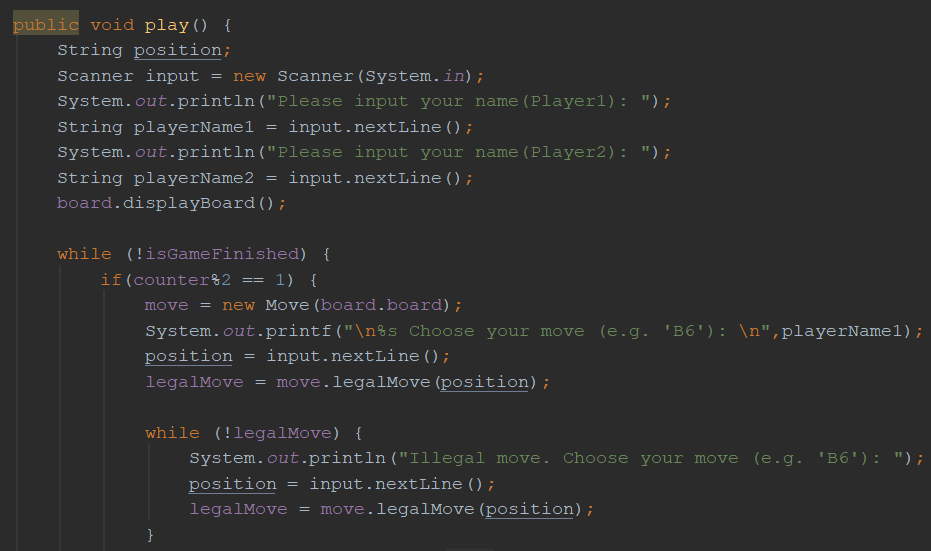 public void play() {
    String position;
    Scanner input = new Scanner(System.in);
    System.out.println("Please input your name(Player1): ");
    String playerName1 = input.nextLine();
    System.out.println("Please input your name(Player2): ");
    String playerName2 = input.nextLine();
    board.displayBoard();

    while (!isGameFinished) {
        if(counter%2 == 1) {
            move = new Move(board.board);
            System.out.printf("\n%s Choose your move (e.g. 'B6'): \n",playerName1);
            position = input.nextLine();
            legalMove = move.legalMove(position);

            while (!legalMove) {
                System.out.println("Illegal move. Choose your move (e.g. 'B6'): ");
                position = input.nextLine();
                legalMove = move.legalMove(position);
            }